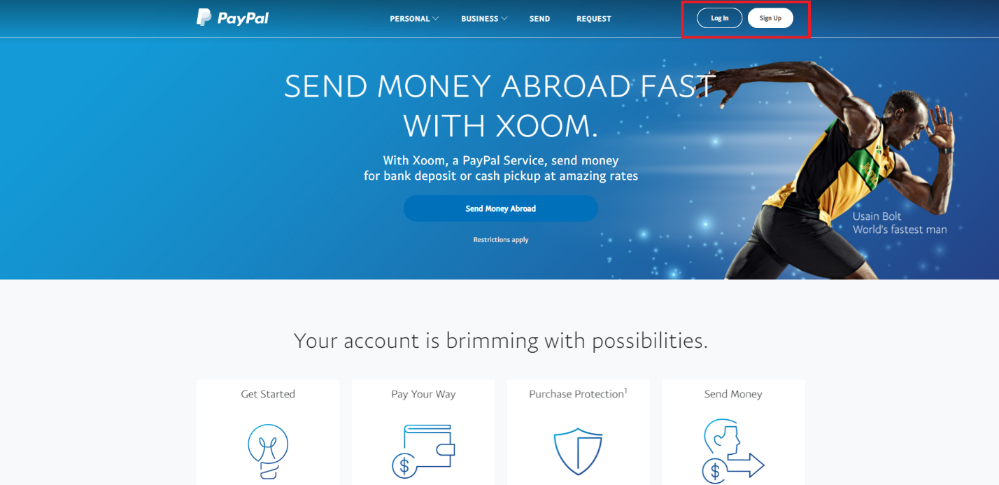 PayPal
PERSONAL
BUSINESS
SEND
REQUEST
Log In
Sign Up
SEND MONEY ABROAD FAST
WITH XOOM.
With Xoom, a PayPal Service, send money
for bank deposit or cash pickup at amazing rates
Send Money Abroad
Restrictions apply
Usain Bolt
World's fastest man
Your account is brimming with possibilities.
Get Started
Pay Your Way
Purchase Protection¹
Send Money